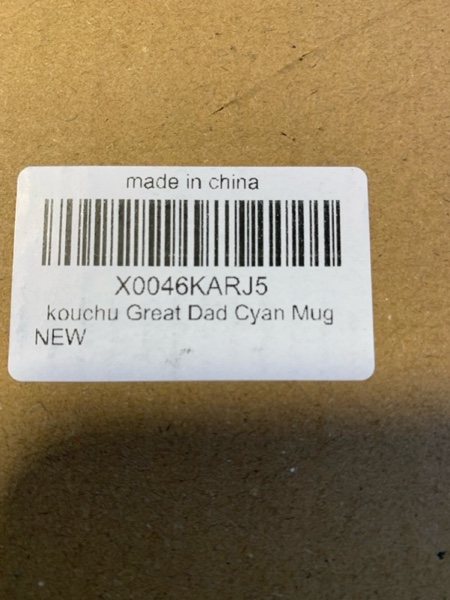 made in china
X0046KARJ5
kouchu Great Dad Cyan Mug
NEW